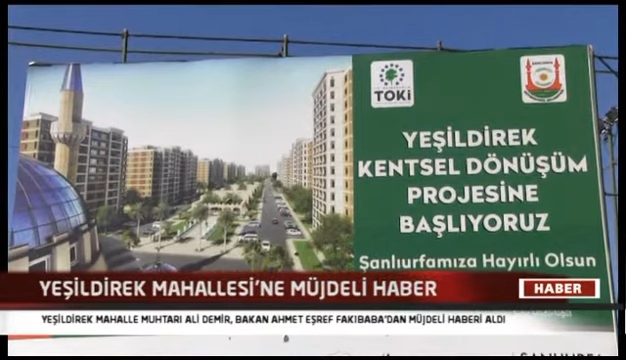 TOKİ
YEŞİLDİREK
KENTSEL DÖNÜŞÜM
PROJESİNE
BAŞLIYORUZ
Şanlıurfamıza Hayırlı Olsun
YEŞİLDİREK MAHALLESİ'NE MÜJDELİ HABER
HABER
YEŞİLDİREK MAHALLE MUHTARI ALİ DEMİR, BAKAN AHMET EŞREF FAKIBABA'DAN MÜJDELİ HABERİ ALDI